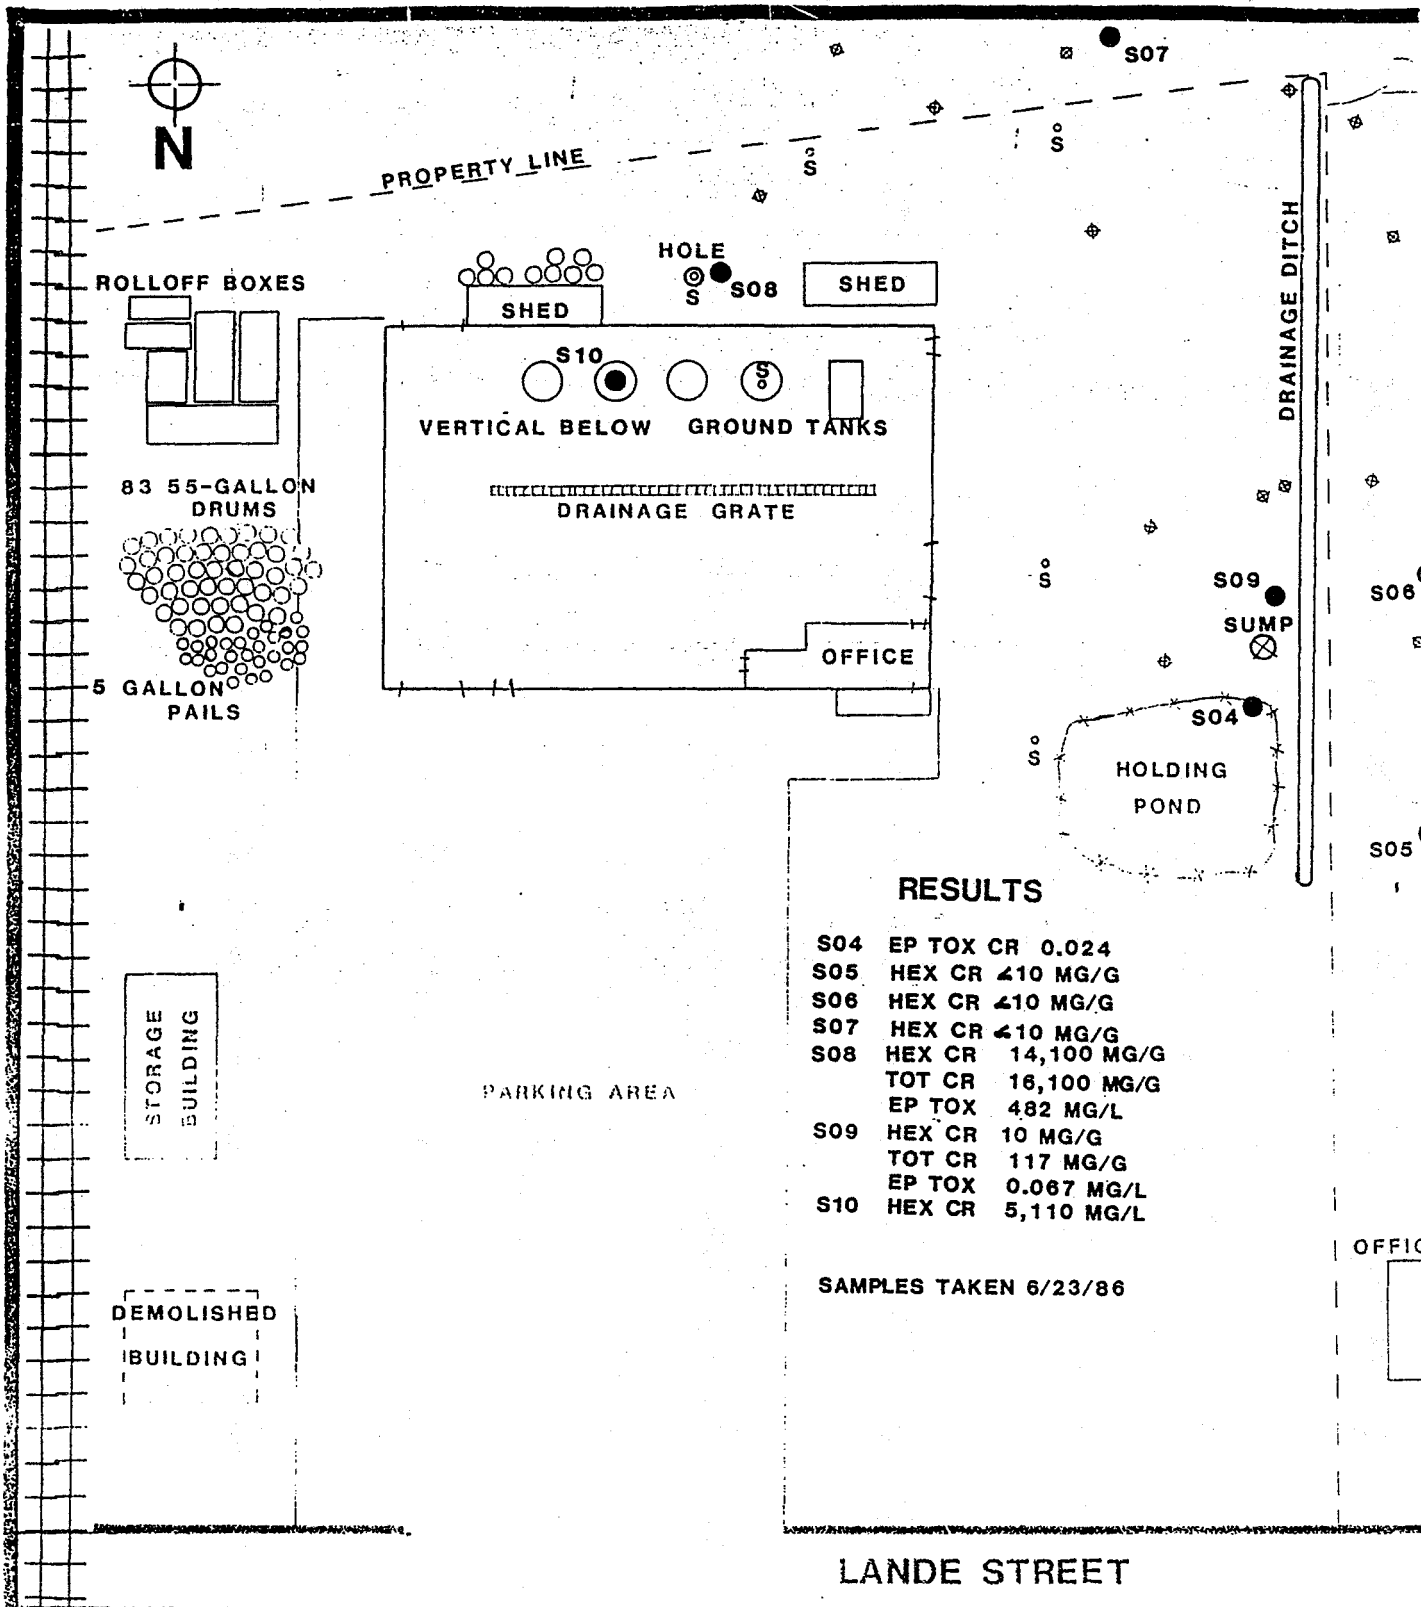 S07
N
PROPERTY LINE
S
S
HOLE
S
S08
ROLLOFF BOXES
SHED
SHED
DRAINAGE DITCH
S10
S
VERTICAL BELOW GROUND TANKS
83 55-GALLON
DRUMS
DRAINAGE GRATE
S
S09
S06
SUMP
OFFICE
5 GALLON
PAILS
S04
S
HOLDING
POND
S05
RESULTS
S04 EP TOX CR 0.024
S05 HEX CR <10 MG/G
S06 HEX CR <10 MG/G
S07 HEX CR <10 MG/G
S08 HEX CR 14,100 MG/G
TOT CR 16,100 MG/G
EP TOX 482 MG/L
S09 HEX CR 10 MG/G
TOT CR 117 MG/G
EP TOX 0.067 MG/L
S10 HEX CR 5,110 MG/L
STORAGE
BUILDING
PARKING AREA
OFFIC
SAMPLES TAKEN 6/23/86
DEMOLISHED
BUILDING
LANDE STREET